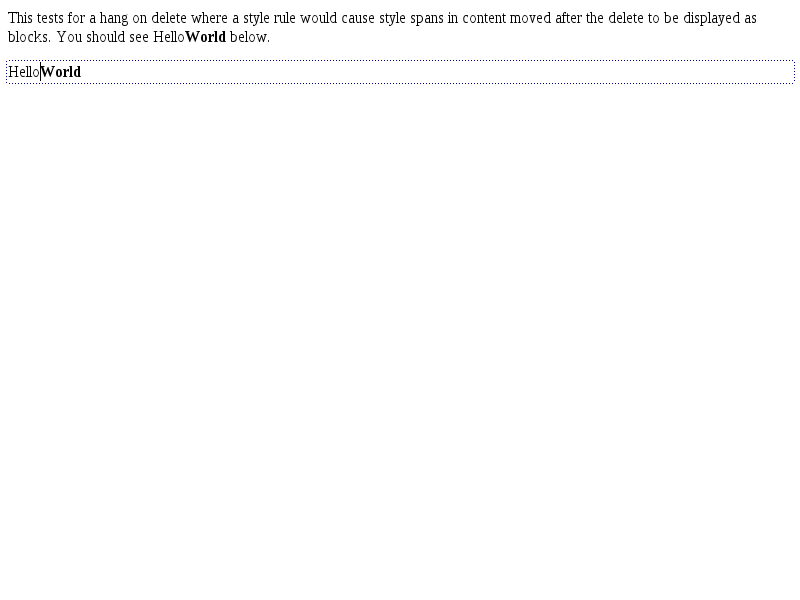 This tests for a hang on delete where a style rule would cause style spans in content moved after the delete to be displayed as
blocks. You should see HelloWorld below.
HelloWorld